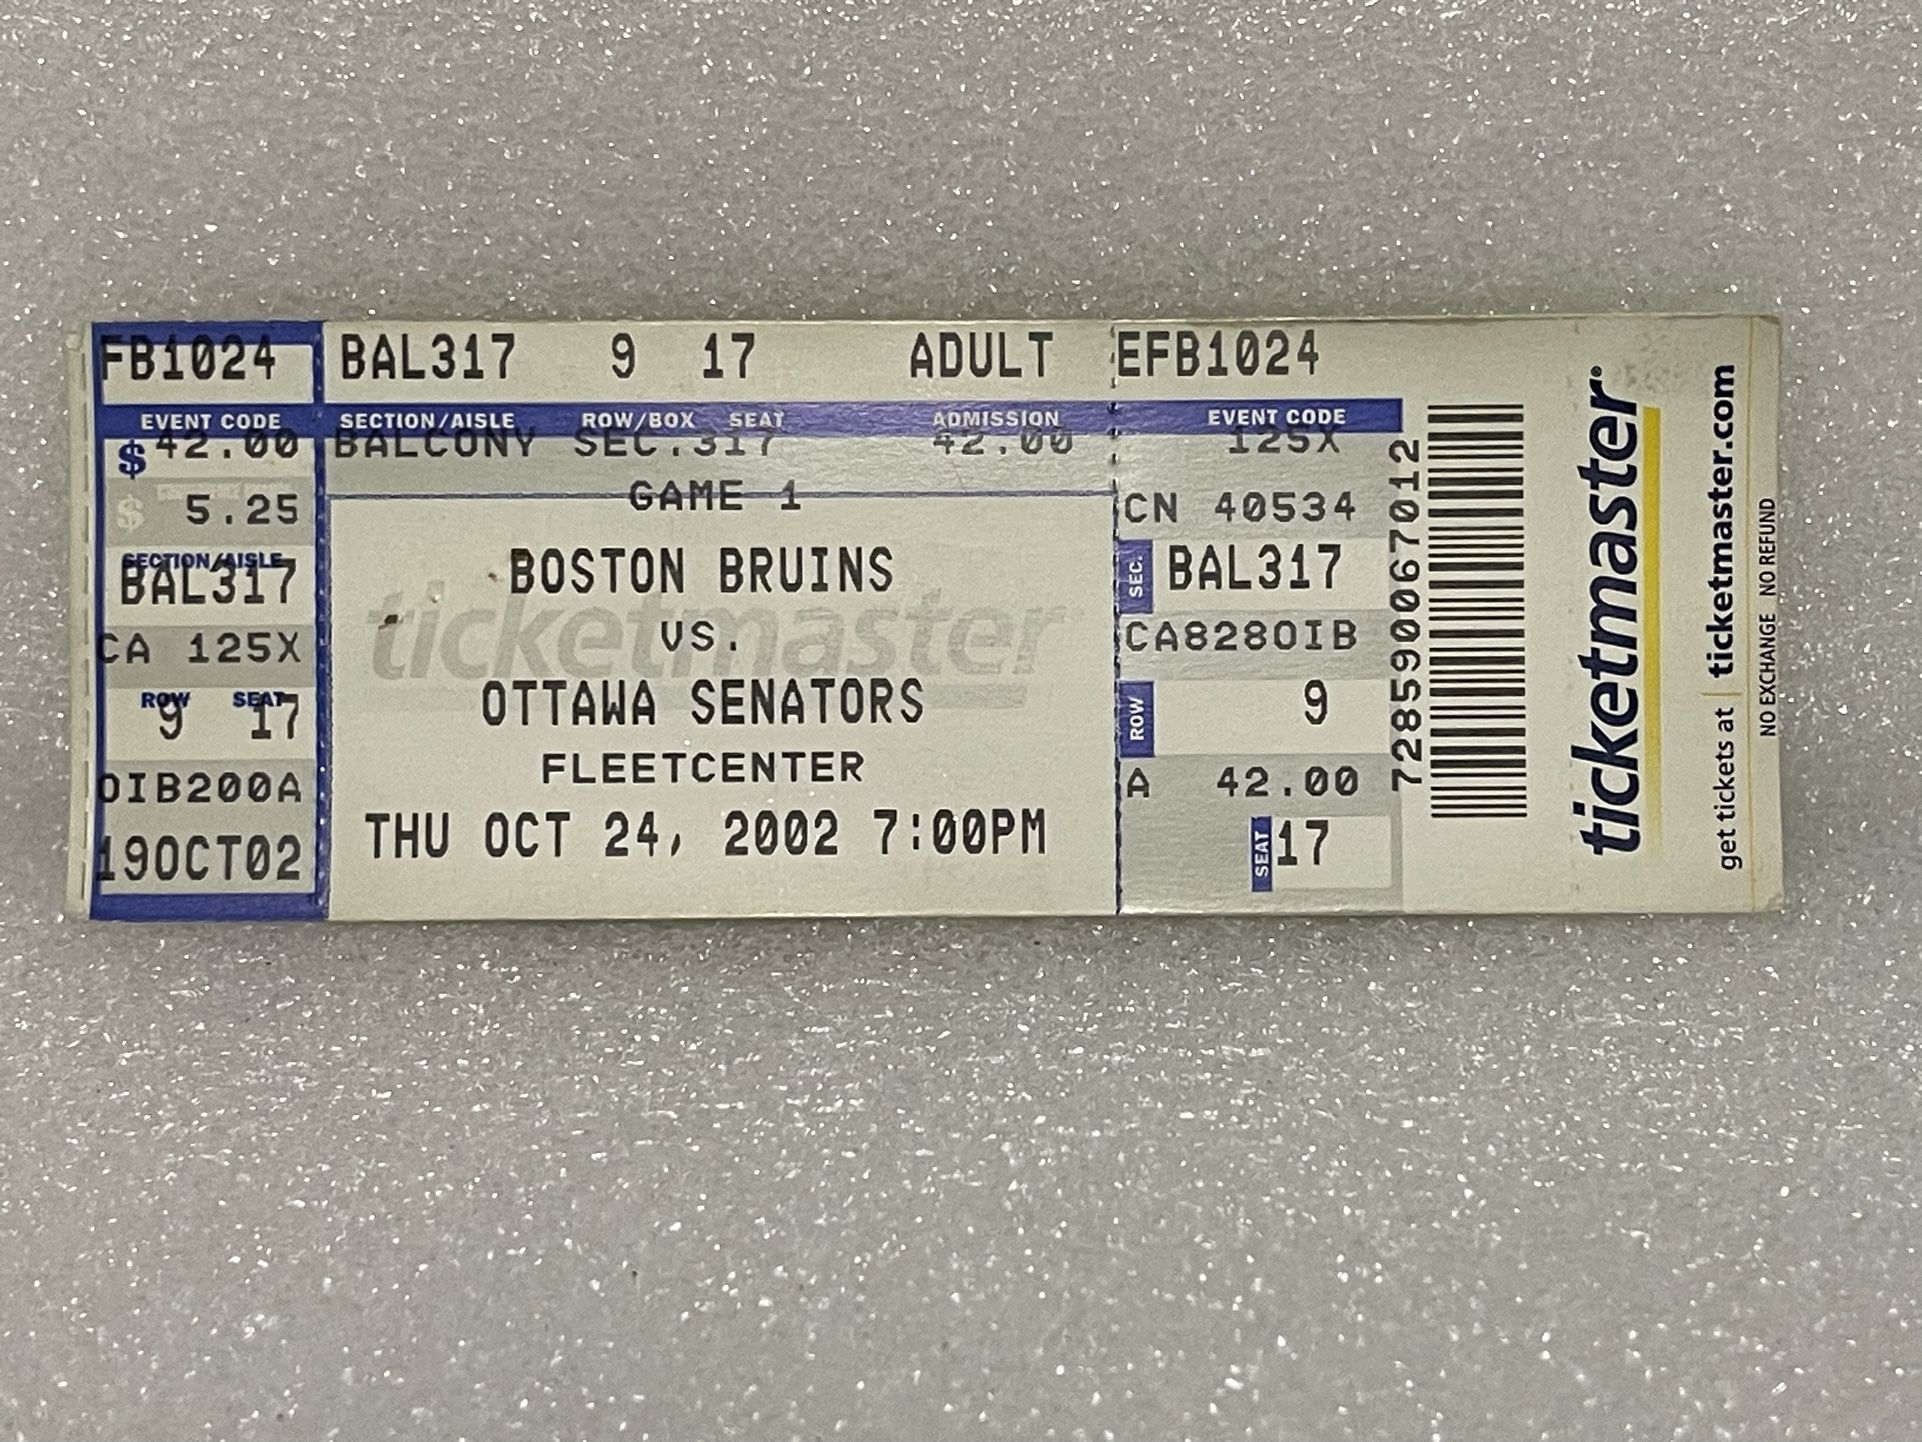 FB1024
EVENT CODE
$ 42.00
$ 5.25
SECTION/AISLE
BAL317
CA 125X
ROW SEAT
9 17
OIB200A
19OCT02
BAL317 9 17 ADULT
SECTION/AISLE ROW/BOX SEAT ADMISSION
BALCONY SEC.317 42.00
GAME 1
BOSTON BRUINS
VS.
ticketmaster
OTTAWA SENATORS
FLEETCENTER
THU OCT 24, 2002 7:00PM
EFB1024
EVENT CODE
125X
CN 40534
SEC. BAL317
CA828OIB
ROW 9
A 42.00
SEAT 17
728590067012
ticketmaster
get tickets at | ticketmaster.com
NO EXCHANGE NO REFUND